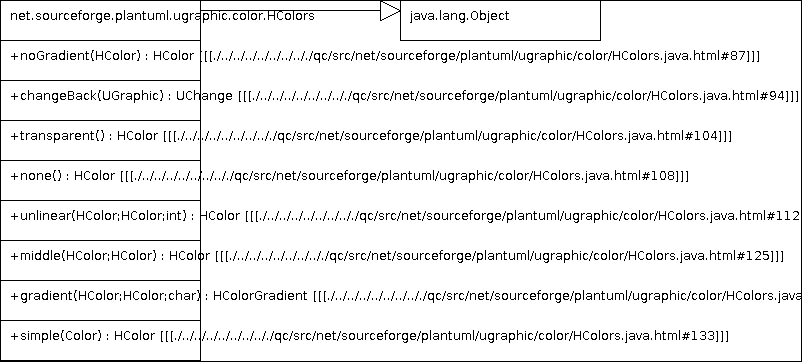 net.sourceforge.plantuml.ugraphic.color.HColors
java.lang.Object
+noGradient(HColor) : HColor [[[./../../../../../../../qc/src/net/sourceforge/plantuml/ugraphic/color/HColors.java.html#87]]]
+changeBack(UGraphic) : UChange [[[./../../../../../../../qc/src/net/sourceforge/plantuml/ugraphic/color/HColors.java.html#94]]]
+transparent() : HColor [[[./../../../../../../../qc/src/net/sourceforge/plantuml/ugraphic/color/HColors.java.html#104]]]
+none() : HColor [[[./../../../../../../../qc/src/net/sourceforge/plantuml/ugraphic/color/HColors.java.html#108]]]
+unlinear(HColor;HColor;int) : HColor [[[./../../../../../../../qc/src/net/sourceforge/plantuml/ugraphic/color/HColors.java.html#112
+middle(HColor;HColor) : HColor [[[./../../../../../../../qc/src/net/sourceforge/plantuml/ugraphic/color/HColors.java.html#125]]]
+gradient(HColor;HColor;char) : HColorGradient [[[./../../../../../../../qc/src/net/sourceforge/plantuml/ugraphic/color/HColors.java
+simple(Color) : HColor [[[./../../../../../../../qc/src/net/sourceforge/plantuml/ugraphic/color/HColors.java.html#133]]]